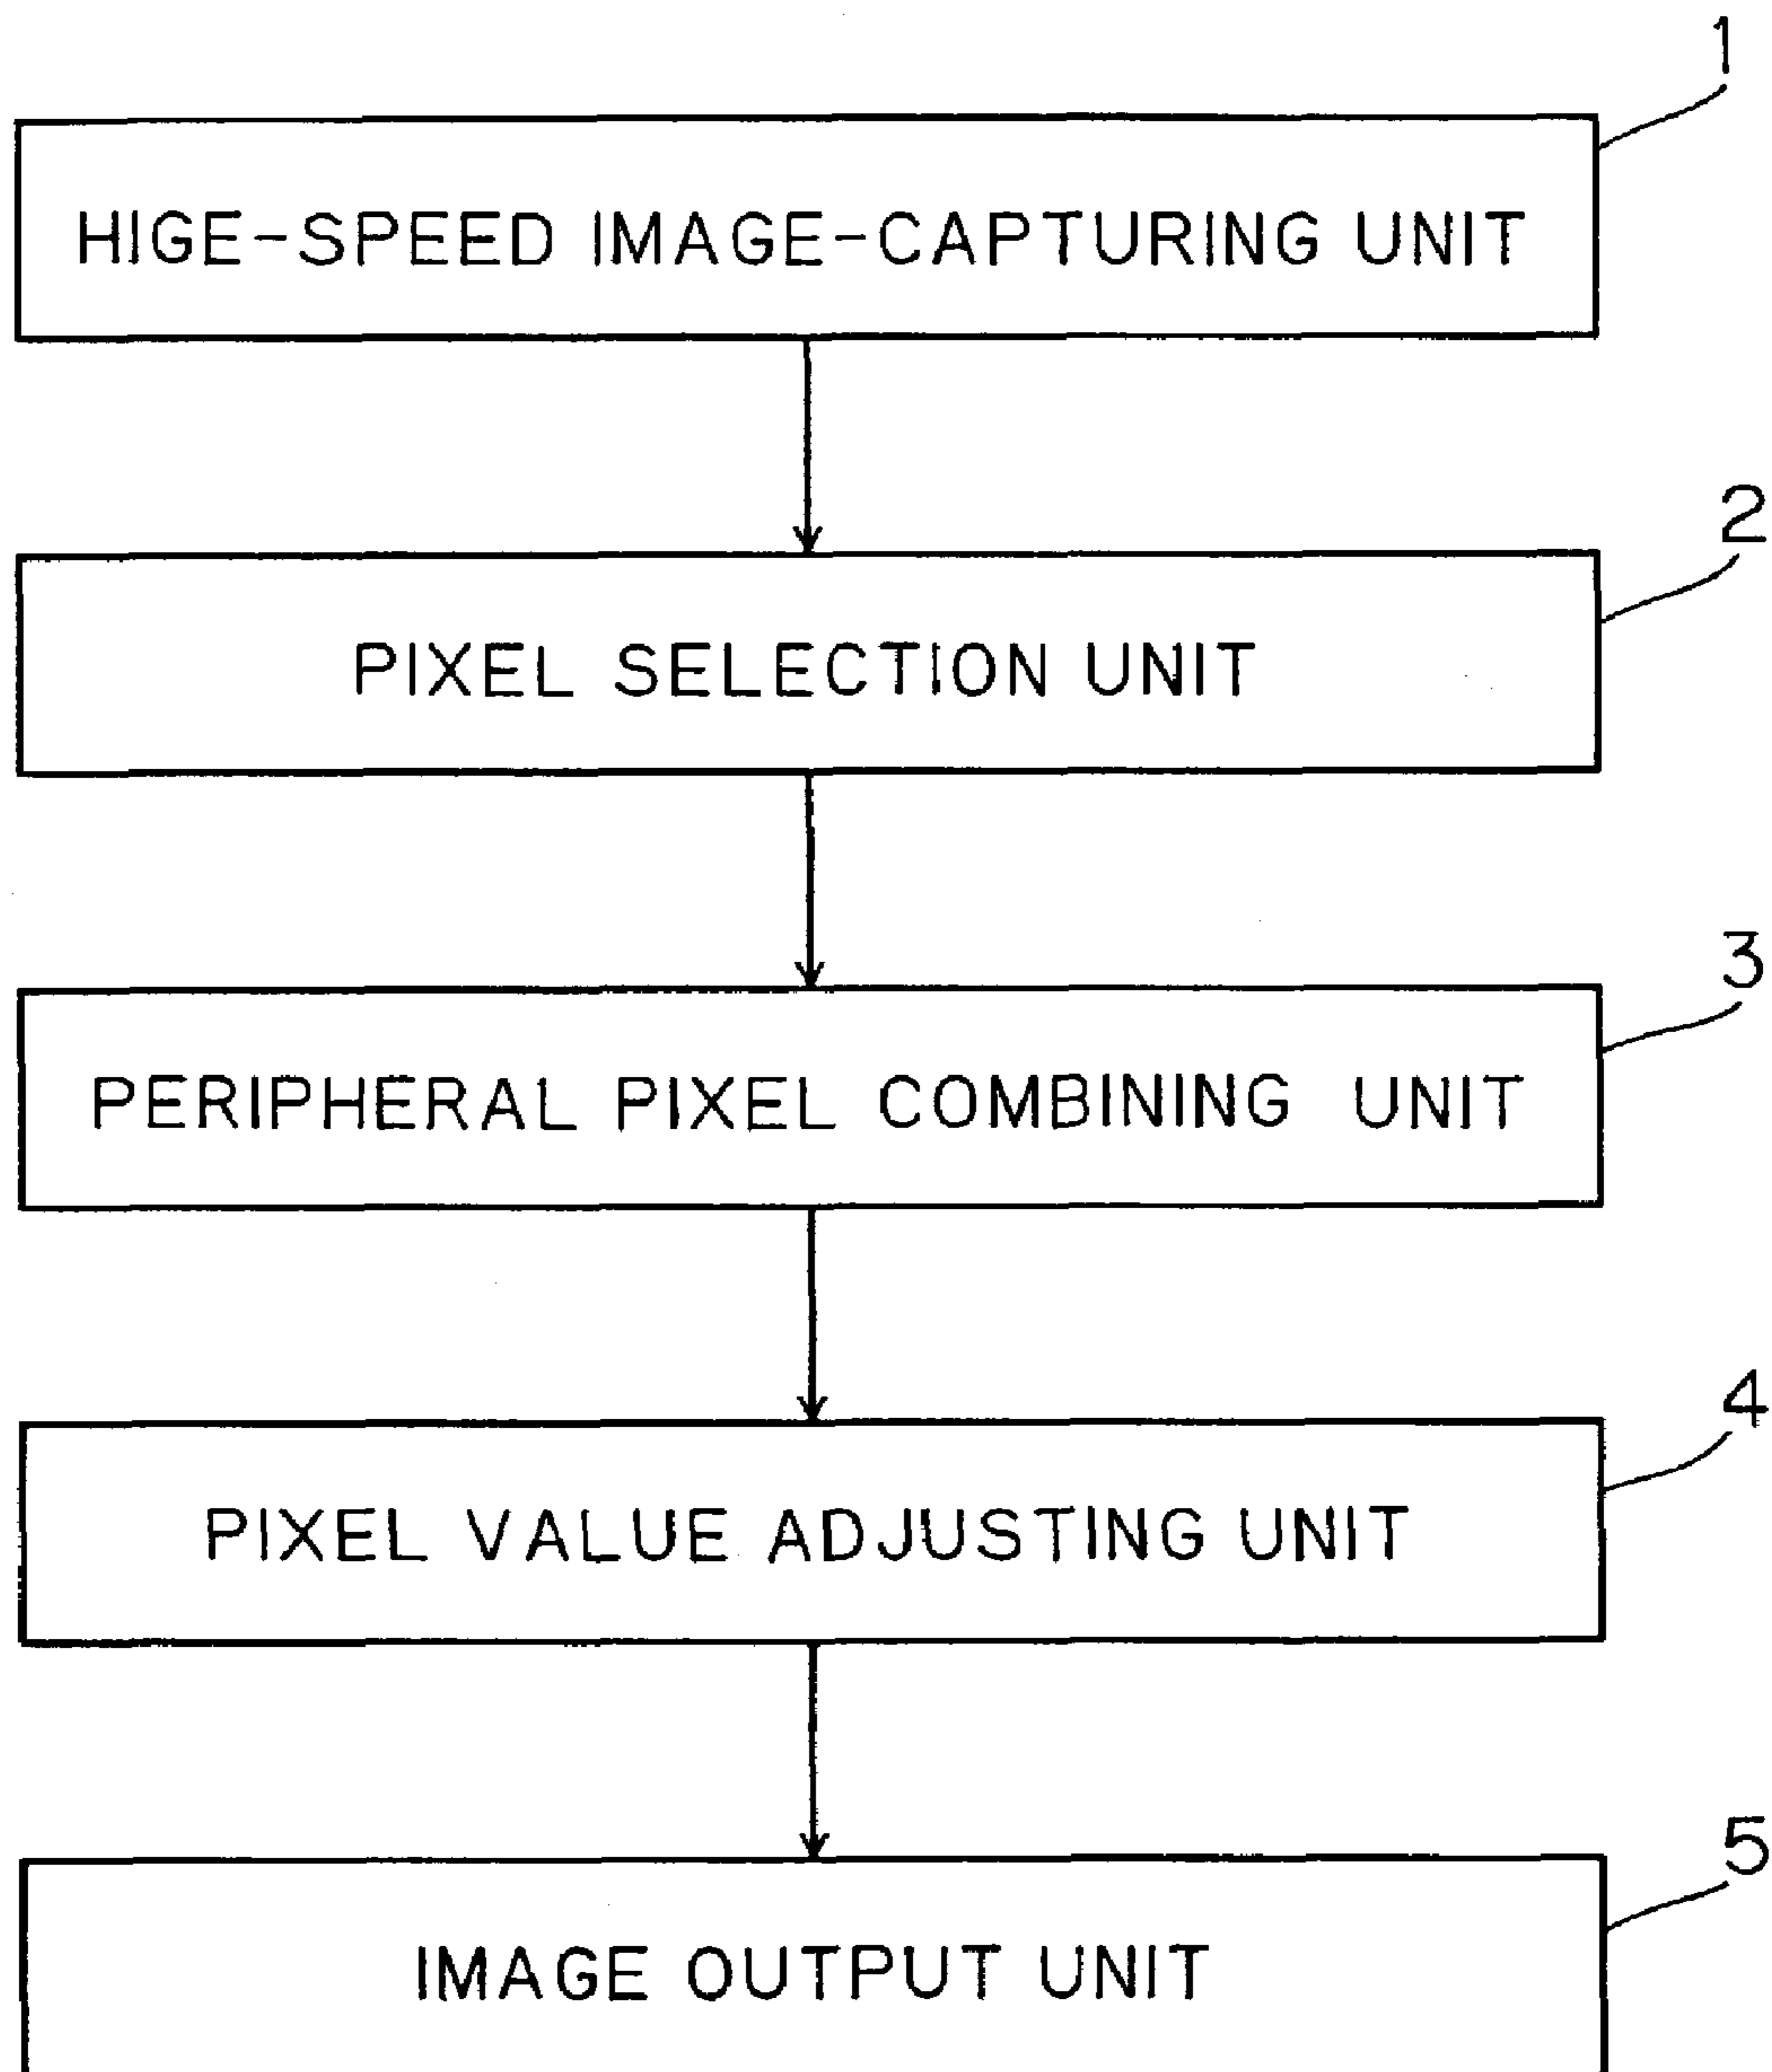 1
HIGE-SPEED IMAGE-CAPTURING UNIT
2
PIXEL SELECTION UNIT
3
PERIPHERAL PIXEL COMBINING UNIT
4
PIXEL VALUE ADJUSTING UNIT
5
IMAGE OUTPUT UNIT